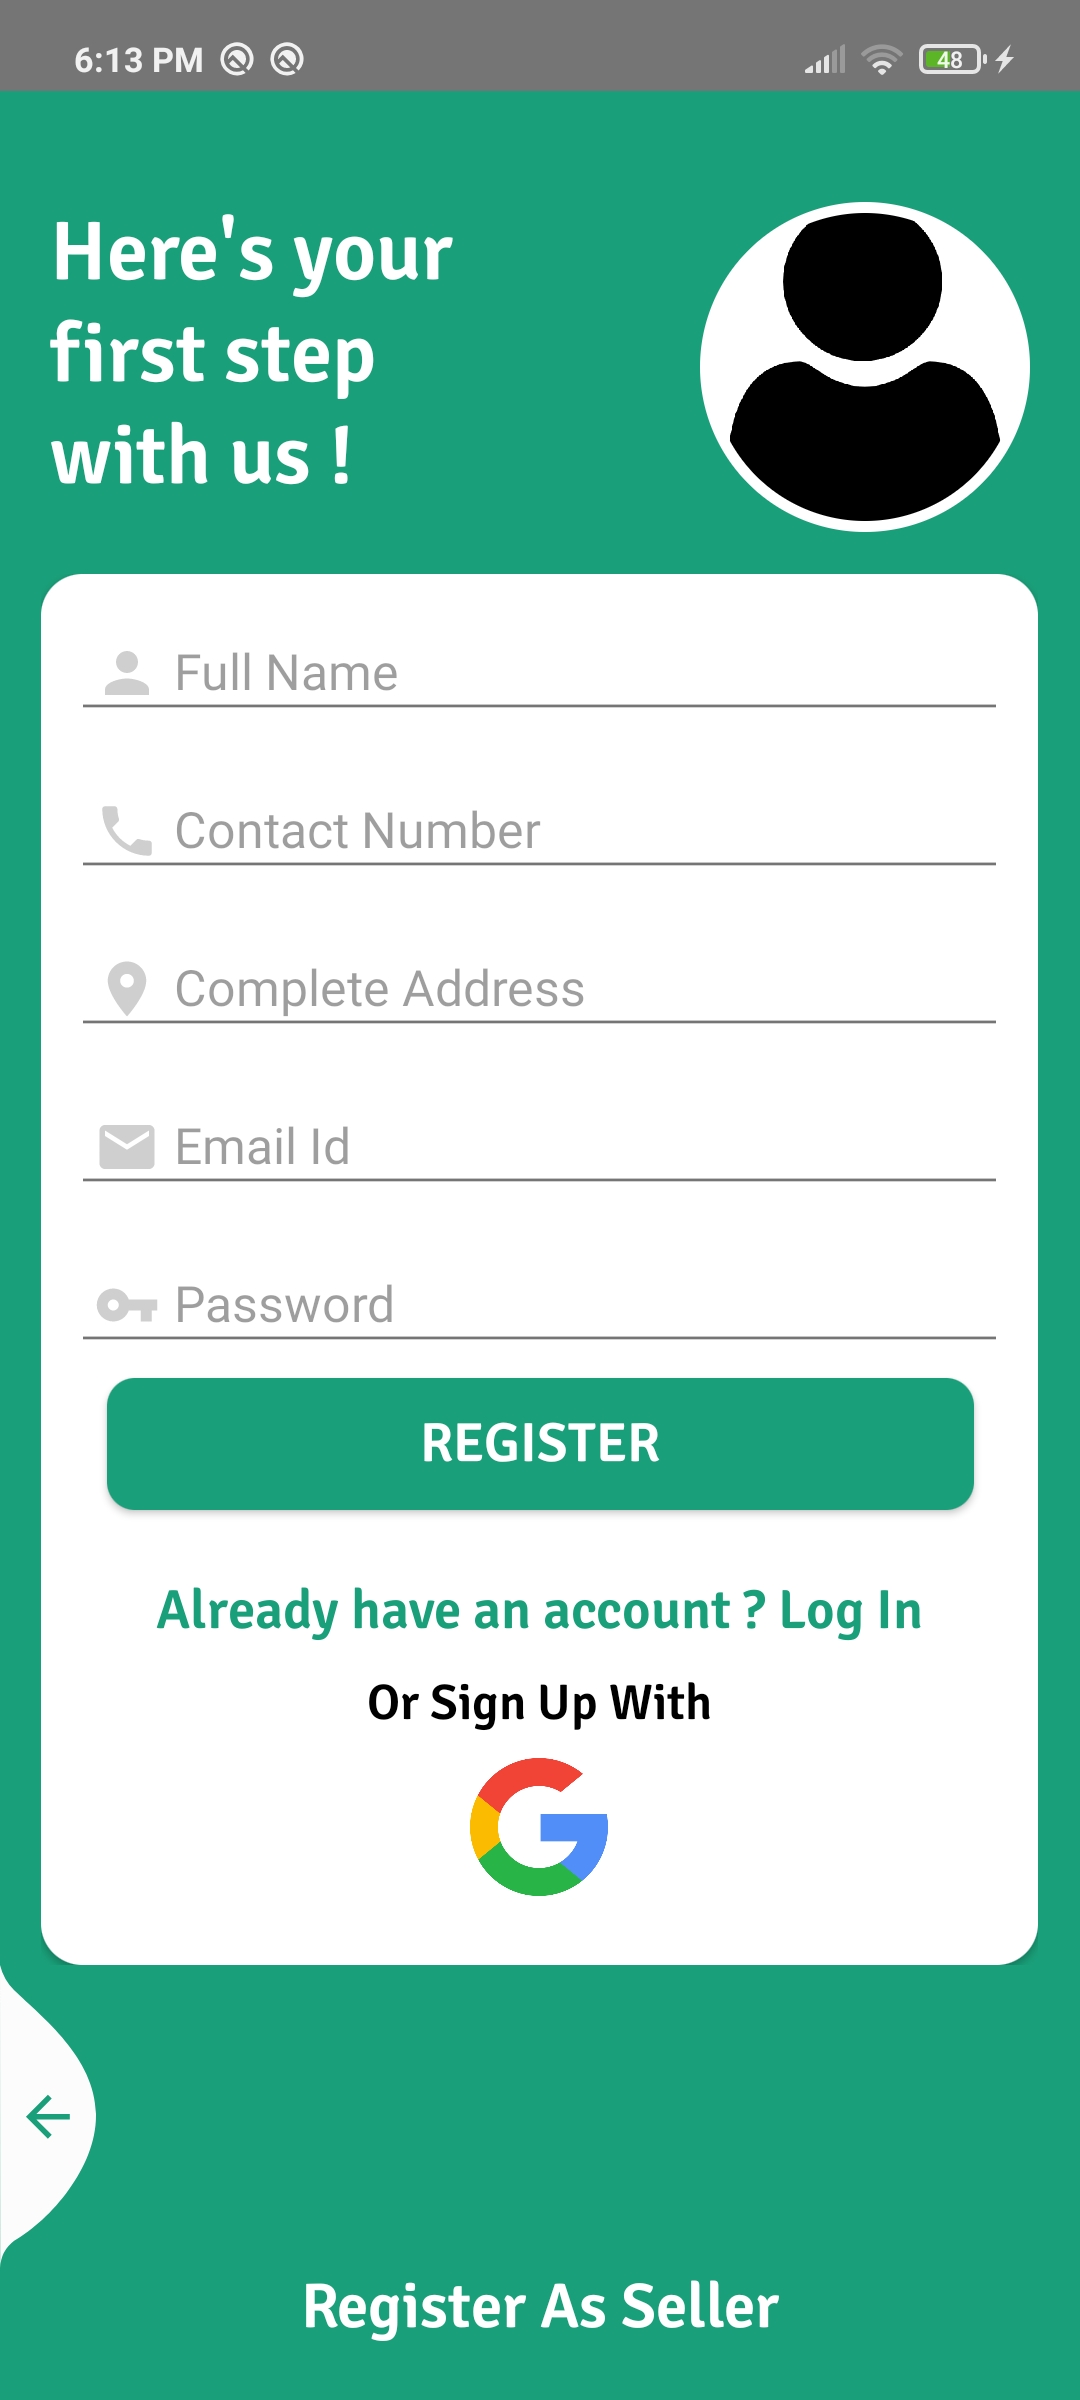 6:13 PM
48
Here's your
first step
with us !
Full Name
Contact Number
Complete Address
Email Id
Password
REGISTER
Already have an account ? Log In
Or Sign Up With
Register As Seller